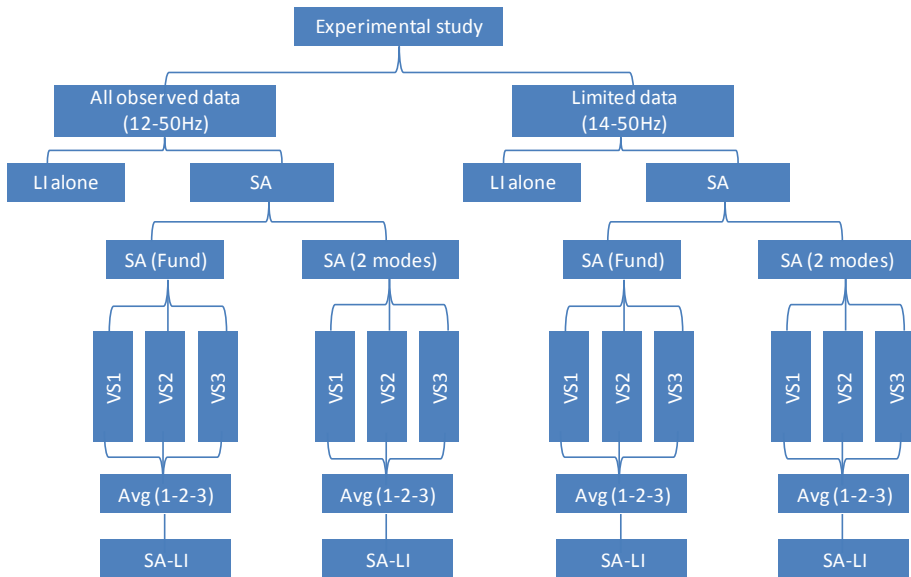 Experimental study
All observed data
(12-50Hz)
Limited data
(14-50Hz)
LI alone
SA
LI alone
SA
SA (Fund)
SA (2 modes)
SA (Fund)
SA (2 modes)
VS1
VS2
VS3
VS1
VS2
VS3
VS1
VS2
VS3
VS1
VS2
VS3
Avg (1-2-3)
Avg (1-2-3)
Avg (1-2-3)
Avg (1-2-3)
SA-LI
SA-LI
SA-LI
SA-LI